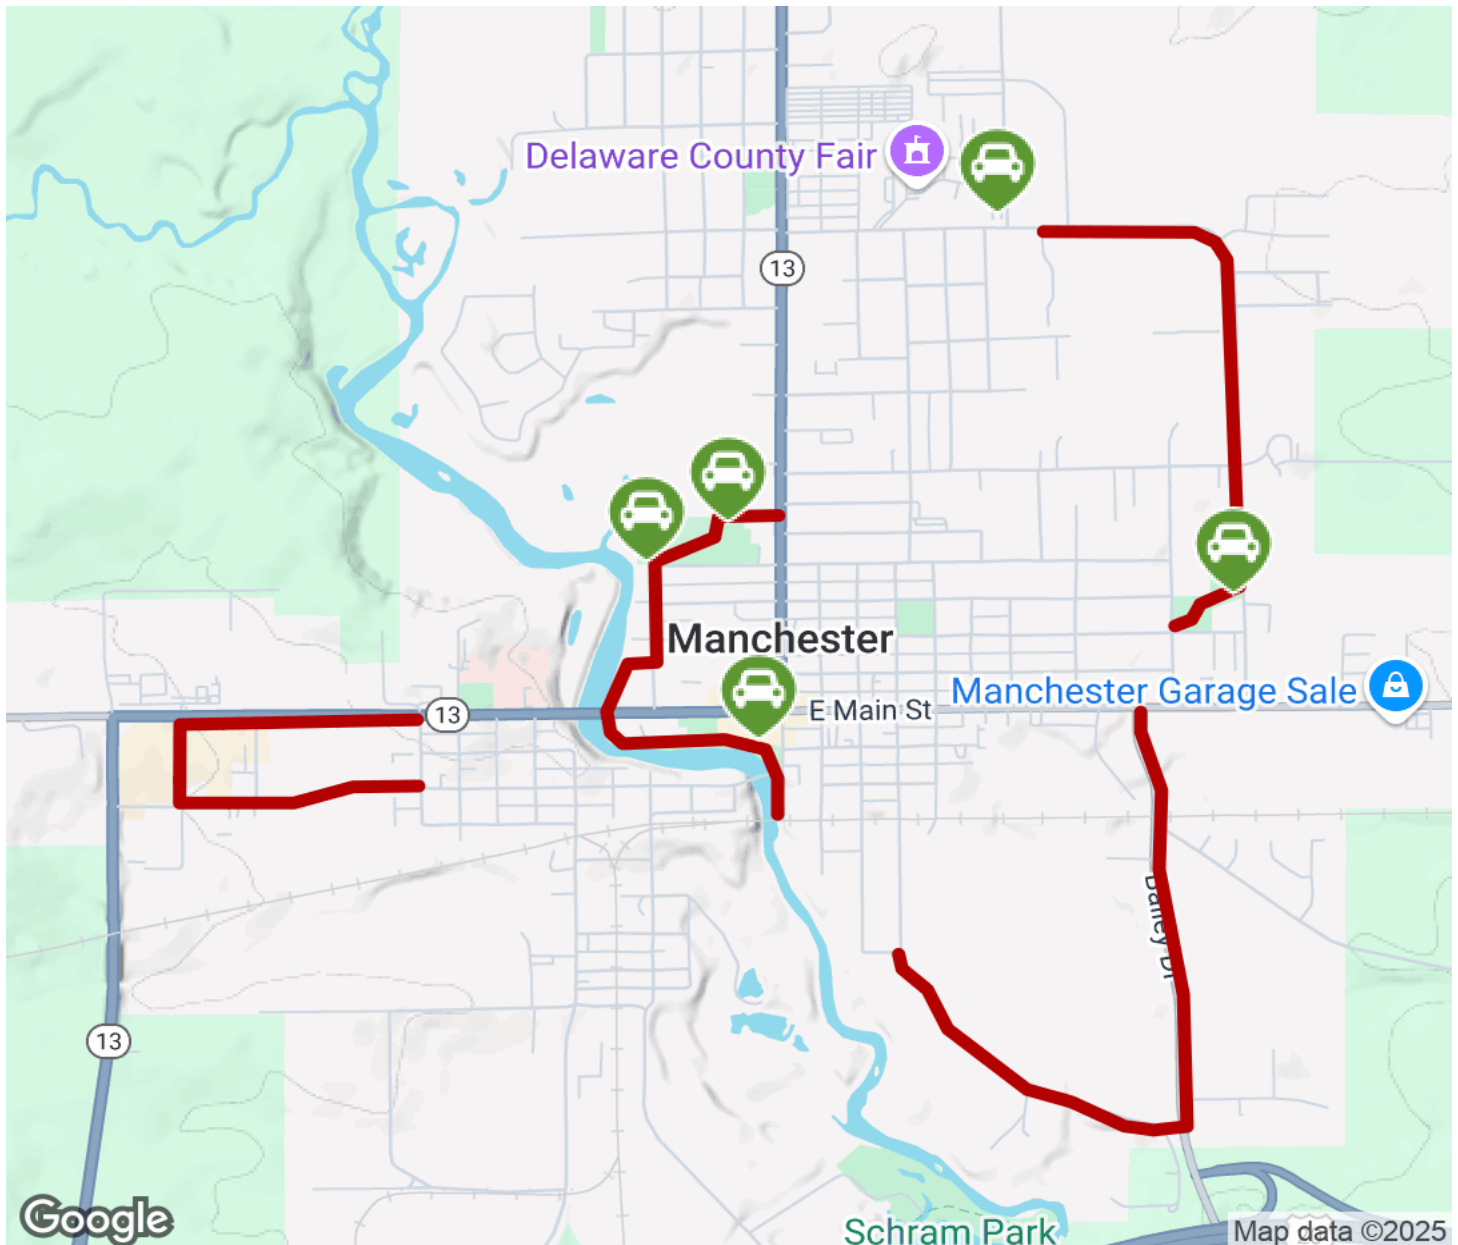 Delaware County Fair
13
Manchester
Manchester Garage Sale
E Main St
13
Bailey Dr
13
Schram Park
Google
Map data ©2025